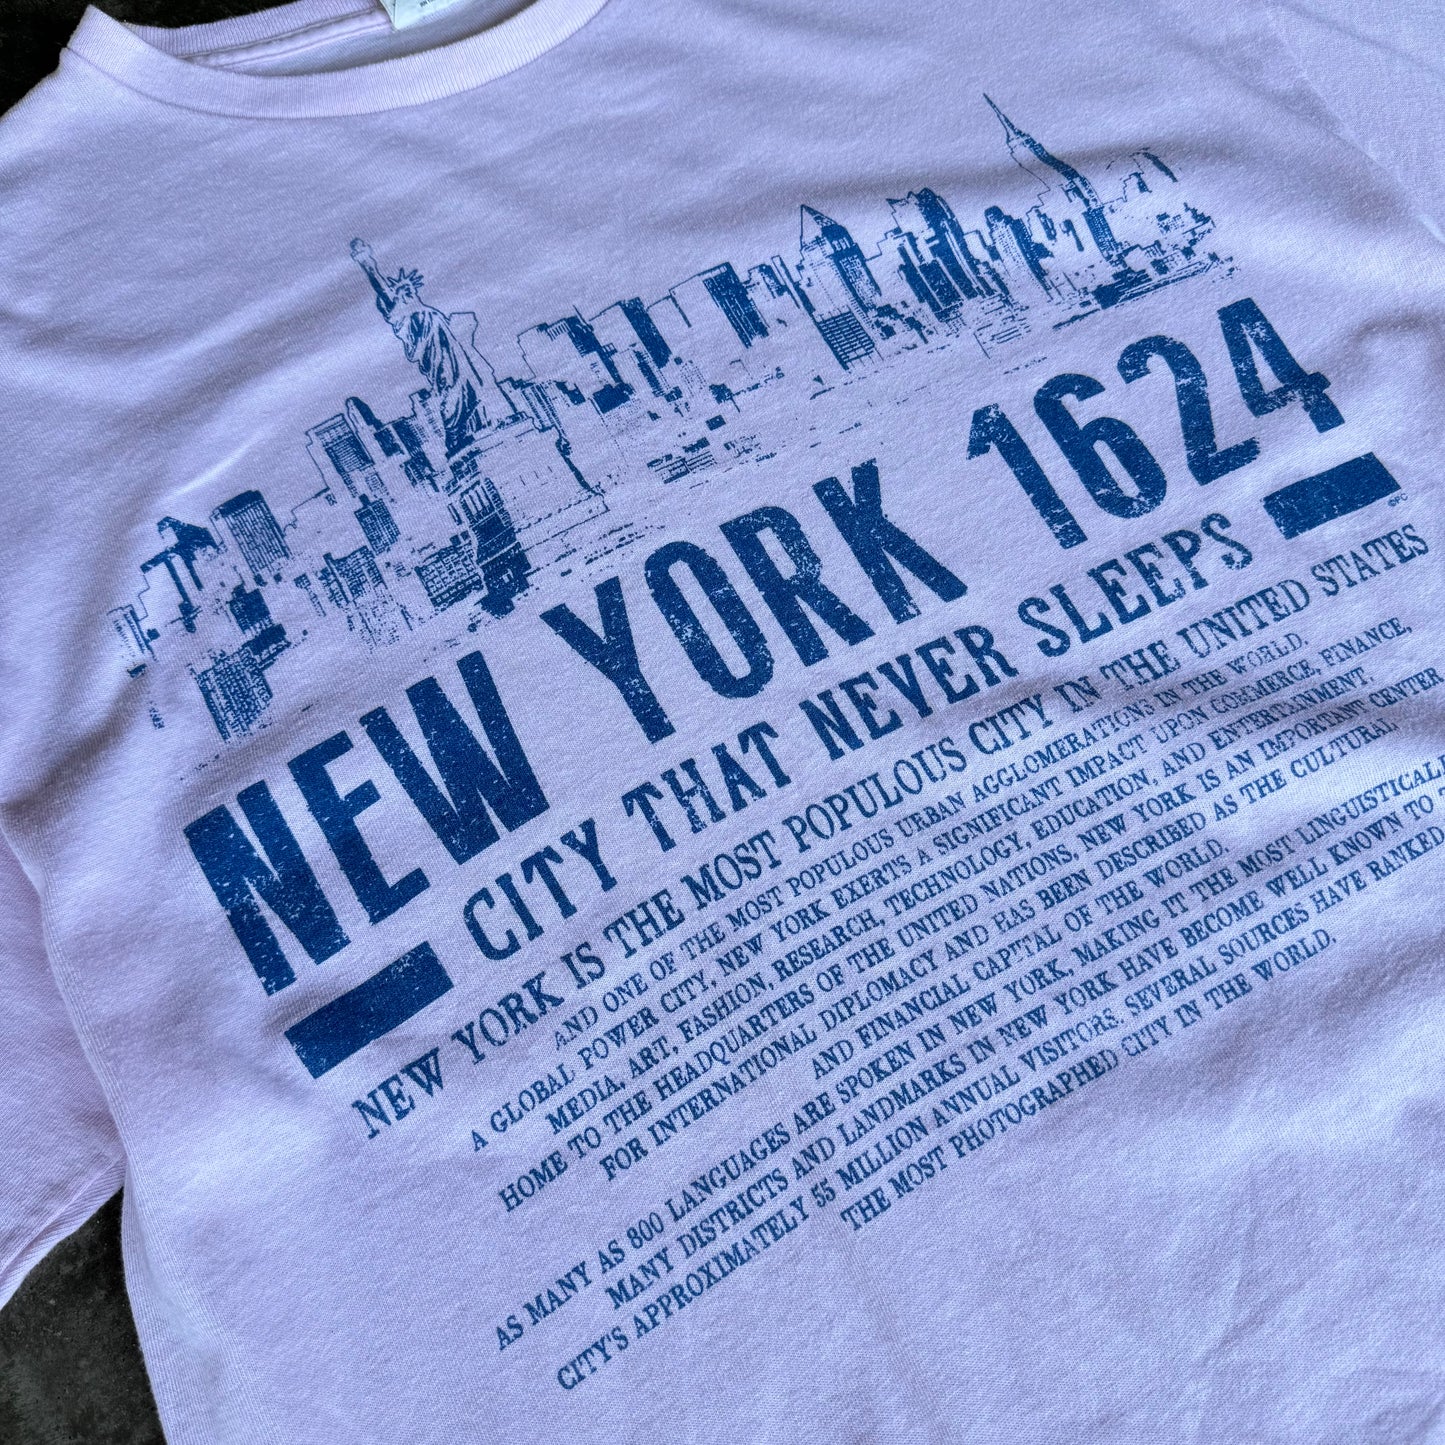 NEW YORK 1624
©PC
CITY THAT NEVER SLEEPS
NEW YORK IS THE MOST POPULOUS CITY IN THE UNITED STATES
AND ONE OF THE MOST POPULOUS URBAN AGGLOMERATIONS IN THE WORLD.
A GLOBAL POWER CITY, NEW YORK EXERTS A SIGNIFICANT IMPACT UPON COMMERCE, FINANCE,
MEDIA, ART, FASHION, RESEARCH, TECHNOLOGY, EDUCATION, AND ENTERTAINMENT.
HOME TO THE HEADQUARTERS OF THE UNITED NATIONS, NEW YORK IS AN IMPORTANT CENTER
FOR INTERNATIONAL DIPLOMACY AND HAS BEEN DESCRIBED AS THE CULTURAL
AND FINANCIAL CAPITAL OF THE WORLD.
AS MANY AS 800 LANGUAGES ARE SPOKEN IN NEW YORK, MAKING IT THE MOST LINGUISTICALL
MANY DISTRICTS AND LANDMARKS IN NEW YORK HAVE BECOME WELL KNOWN TO T
CITY'S APPROXIMATELY 55 MILLION ANNUAL VISITORS. SEVERAL SOURCES HAVE RANKED
THE MOST PHOTOGRAPHED CITY IN THE WORLD.